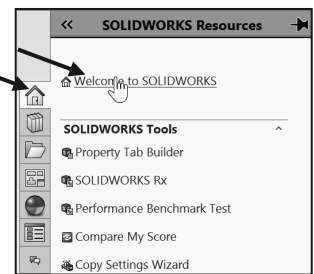 SOLIDWORKS Resources
Welcome to SOLIDWORKS
SOLIDWORKS Tools
Property Tab Builder
SOLIDWORKS Rx
Performance Benchmark Test
Compare My Score
Copy Settings Wizard